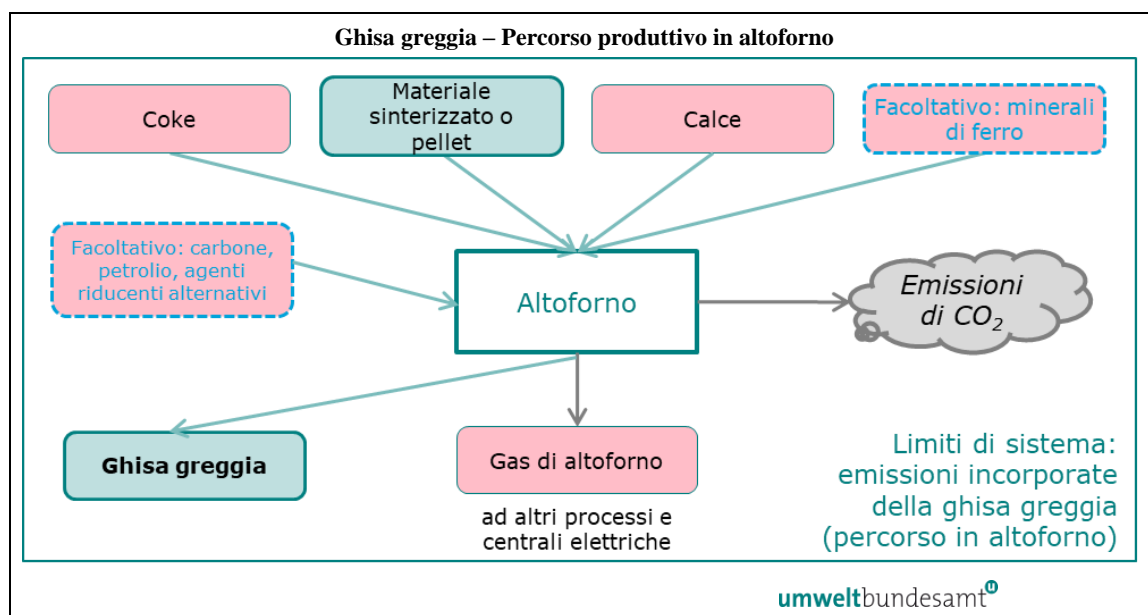 Ghisa greggia – Percorso produttivo in altoforno
Coke
Materiale
sinterizzato o
pellet
Calce
Facoltativo: minerali
di ferro
Facoltativo: carbone,
petrolio, agenti
riducenti alternativi
Altoforno
Emissioni
di CO₂
Ghisa greggia
Gas di altoforno
ad altri processi e
centrali elettriche
Limiti di sistema:
emissioni incorporate
della ghisa greggia
(percorso in altoforno)
umweltbundesamt